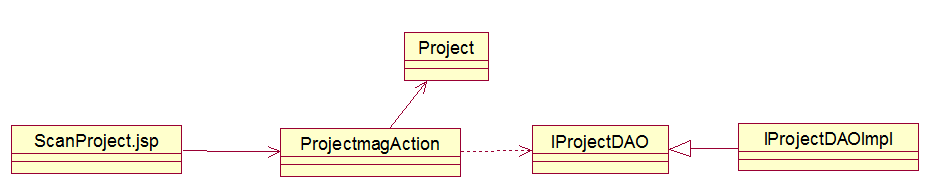 Project
ScanProject.jsp
ProjectmagAction
IProjectDAO
IProjectDAOImpl